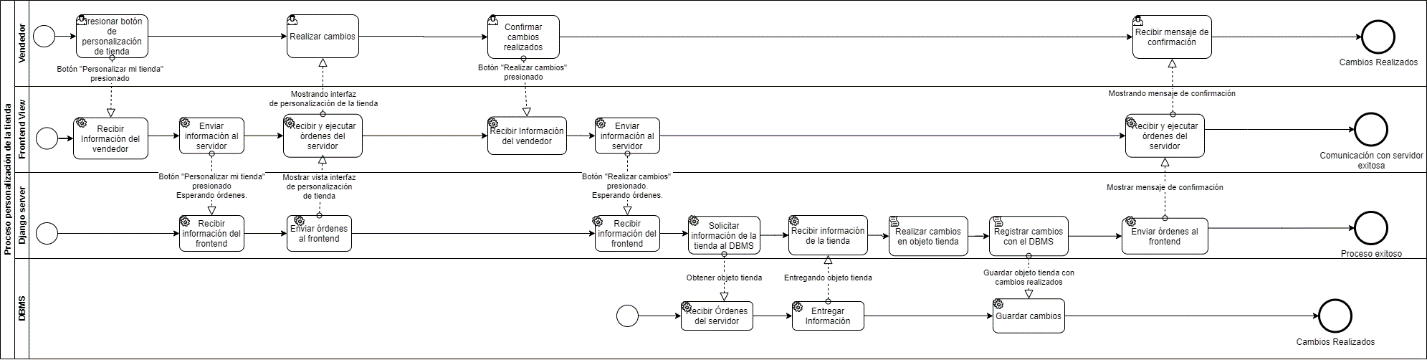 Proceso personalización de la tienda
Vendedor
Presionar botón
de
personalización
de tienda
Realizar cambios
Confirmar
cambios
realizados
Recibir mensaje de
confirmación
Cambios Realizados
Botón "Personalizar mi tienda"
presionado
Mostrando interfaz
de personalización de la tienda
Botón "Realizar cambios"
presionado
Mostrando mensaje de confirmación
Frontend View
Recibir
Información del
vendedor
Enviar
información al
servidor
Recibir y ejecutar
órdenes del
servidor
Recibir Información
del vendedor
Enviar
información al
servidor
Recibir y ejecutar
órdenes del
servidor
Comunicación con servidor
exitosa
Botón "Personalizar mi tienda"
presionado.
Esperando órdenes.
Mostrar vista interfaz
de personalización
de tienda
Botón "Realizar cambios"
presionado.
Esperando órdenes.
Mostrar mensaje de confirmación
Django server
Recibir
información del
frontend
Enviar órdenes
al frontend
Recibir
información del
frontend
Solicitar
información de la
tienda al DBMS
Recibir información
de la tienda
Realizar cambios
en objeto tienda
Registrar cambios
con el DBMS
Enviar órdenes al
frontend
Proceso exitoso
Obtener objeto tienda
Entregando objeto tienda
Guardar objeto tienda con
cambios realizados
DBMS
Recibir Órdenes
del servidor
Entregar
Información
Guardar cambios
Cambios Realizados